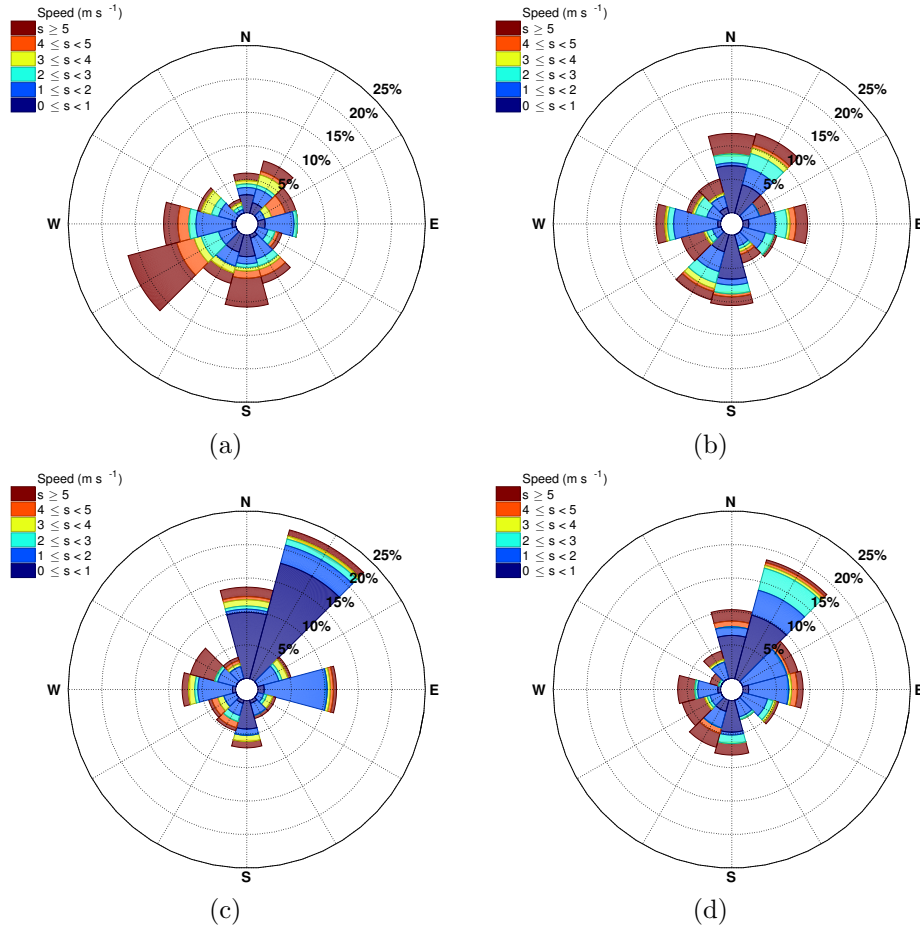 Speed (m s⁻¹)
s ≥ 5
4 ≤ s < 5
3 ≤ s < 4
2 ≤ s < 3
1 ≤ s < 2
0 ≤ s < 1
N
25%
20%
15%
10%
5%
W
E
S
(a)
Speed (m s⁻¹)
s ≥ 5
4 ≤ s < 5
3 ≤ s < 4
2 ≤ s < 3
1 ≤ s < 2
0 ≤ s < 1
N
25%
20%
15%
10%
5%
W
E
S
(b)
Speed (m s⁻¹)
s ≥ 5
4 ≤ s < 5
3 ≤ s < 4
2 ≤ s < 3
1 ≤ s < 2
0 ≤ s < 1
N
25%
20%
15%
10%
5%
W
E
S
(c)
Speed (m s⁻¹)
s ≥ 5
4 ≤ s < 5
3 ≤ s < 4
2 ≤ s < 3
1 ≤ s < 2
0 ≤ s < 1
N
25%
20%
15%
10%
5%
W
E
S
(d)